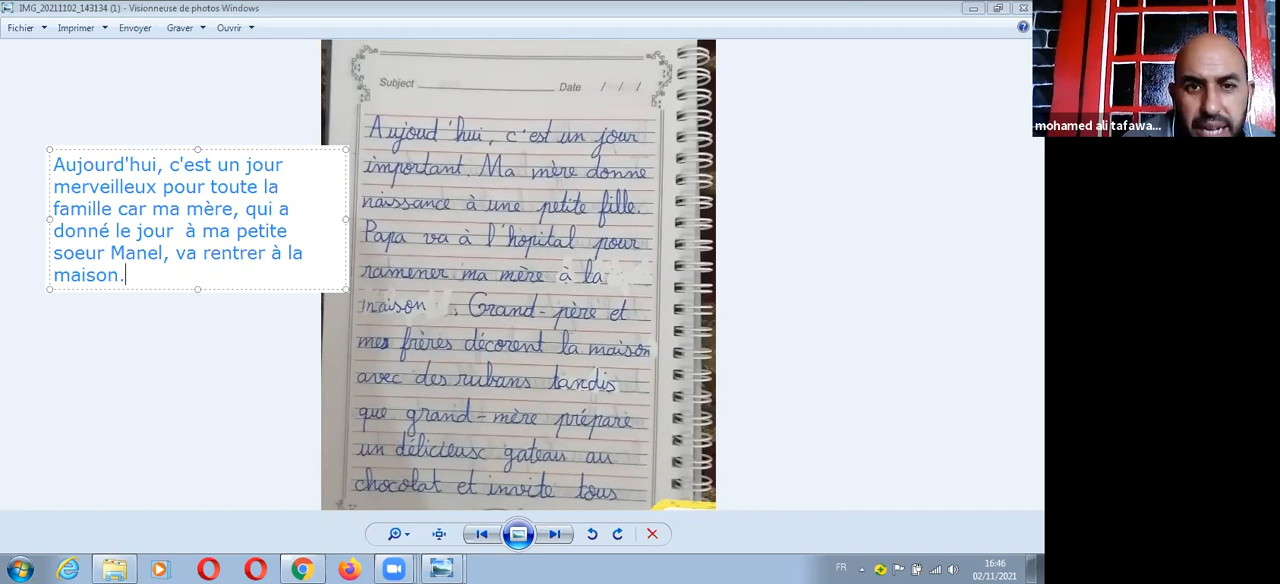 IMG_20211102_143134 (1) - Visionneuse de photos Windows
Fichier Imprimer Envoyer Graver Ouvrir
mohamed ali tafawa...
Subject Date / / /
Aujourd'hui, c'est un jour
merveilleux pour toute la
famille car ma mère, qui a
donné le jour à ma petite
soeur Manel, va rentrer à la
maison.
Aujoud'hui, c'est un jour
important. Ma mère donne
naissance à une petite fille.
Papa va à l'hôpital pour
ramener ma mère à la
maison . Grand-père et
mes frères décorent la maison
avec des rubans tandis
que grand-mère prépare
un délicieux gateau au
chocolat et invite tous
FR
16:46
02/11/2021